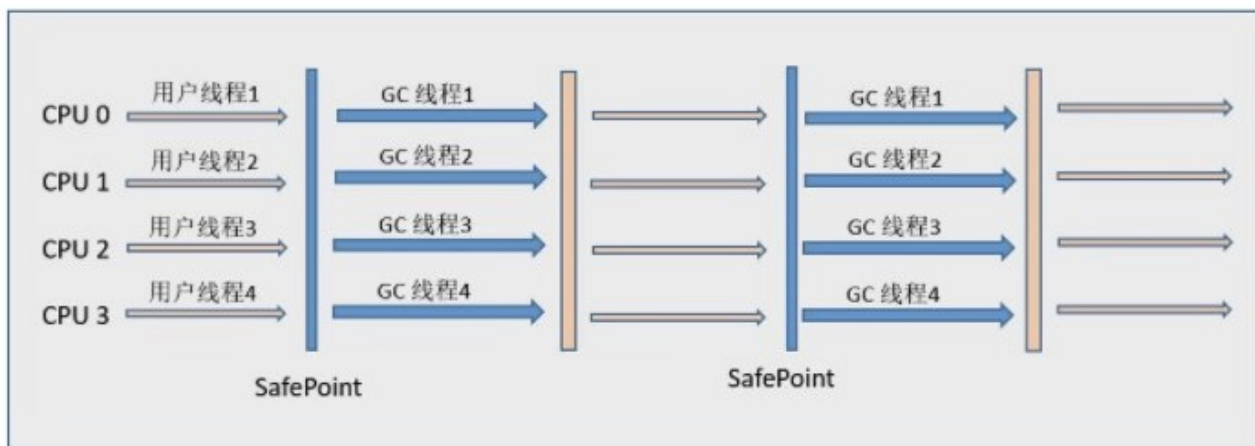 CPU 0 用户线程1 GC 线程1 GC 线程1
CPU 1 用户线程2 GC 线程2 GC 线程2
CPU 2 用户线程3 GC 线程3 GC 线程3
CPU 3 用户线程4 GC 线程4 GC 线程4
SafePoint SafePoint